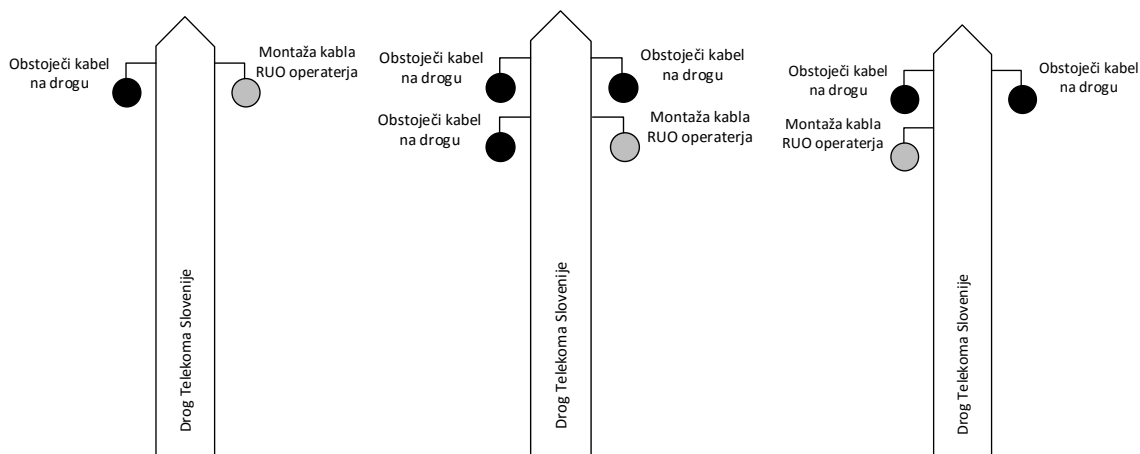 Obstoječi kabel
na drogu
Montaža kabla
RUO operaterja
Drog Telekoma Slovenije
Obstoječi kabel
na drogu
Obstoječi kabel
na drogu
Obstoječi kabel
na drogu
Montaža kabla
RUO operaterja
Drog Telekoma Slovenije
Obstoječi kabel
na drogu
Obstoječi kabel
na drogu
Montaža kabla
RUO operaterja
Drog Telekoma Slovenije